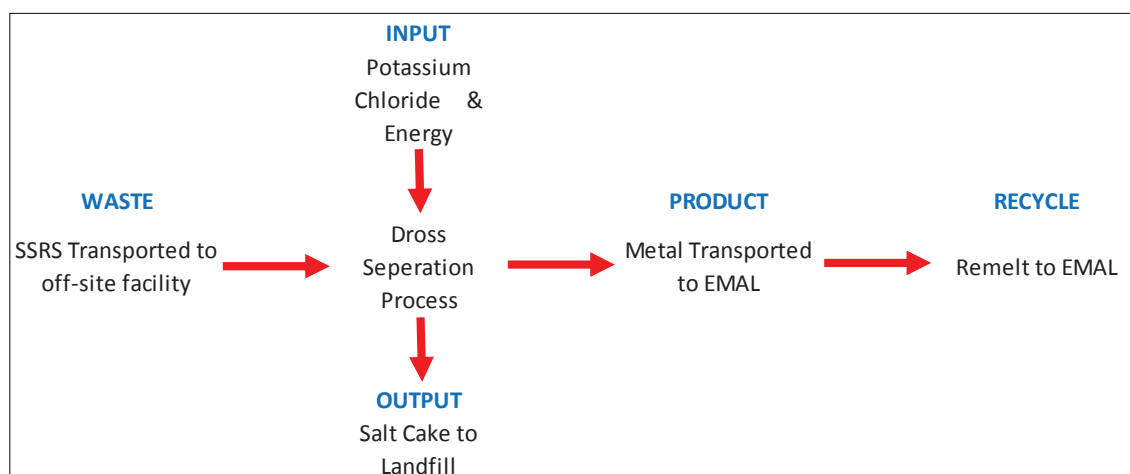 INPUT
Potassium
Chloride &
Energy
WASTE
SSRS Transported to
off-site facility
Dross
Seperation
Process
PRODUCT
Metal Transported
to EMAL
RECYCLE
Remelt to EMAL
OUTPUT
Salt Cake to
Landfill